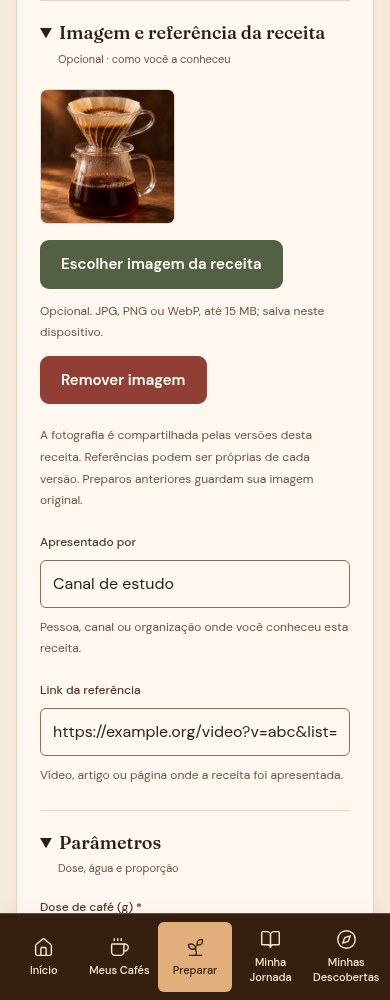 Imagem e referência da receita
Opcional · como você a conheceu
Escolher imagem da receita
Opcional. JPG, PNG ou WebP, até 15 MB; salva neste
dispositivo.
Remover imagem
A fotografia é compartilhada pelas versões desta
receita. Referências podem ser próprias de cada
versão. Preparos anteriores guardam sua imagem
original.
Apresentado por
Canal de estudo
Pessoa, canal ou organização onde você conheceu esta
receita.
Link da referência
https://example.org/video?v=abc&list=
Vídeo, artigo ou página onde a receita foi apresentada.
Parâmetros
Dose, água e proporção
Dose de café (g) *
Início
Meus Cafés
Preparar
Minha
Jornada
Minhas
Descobertas